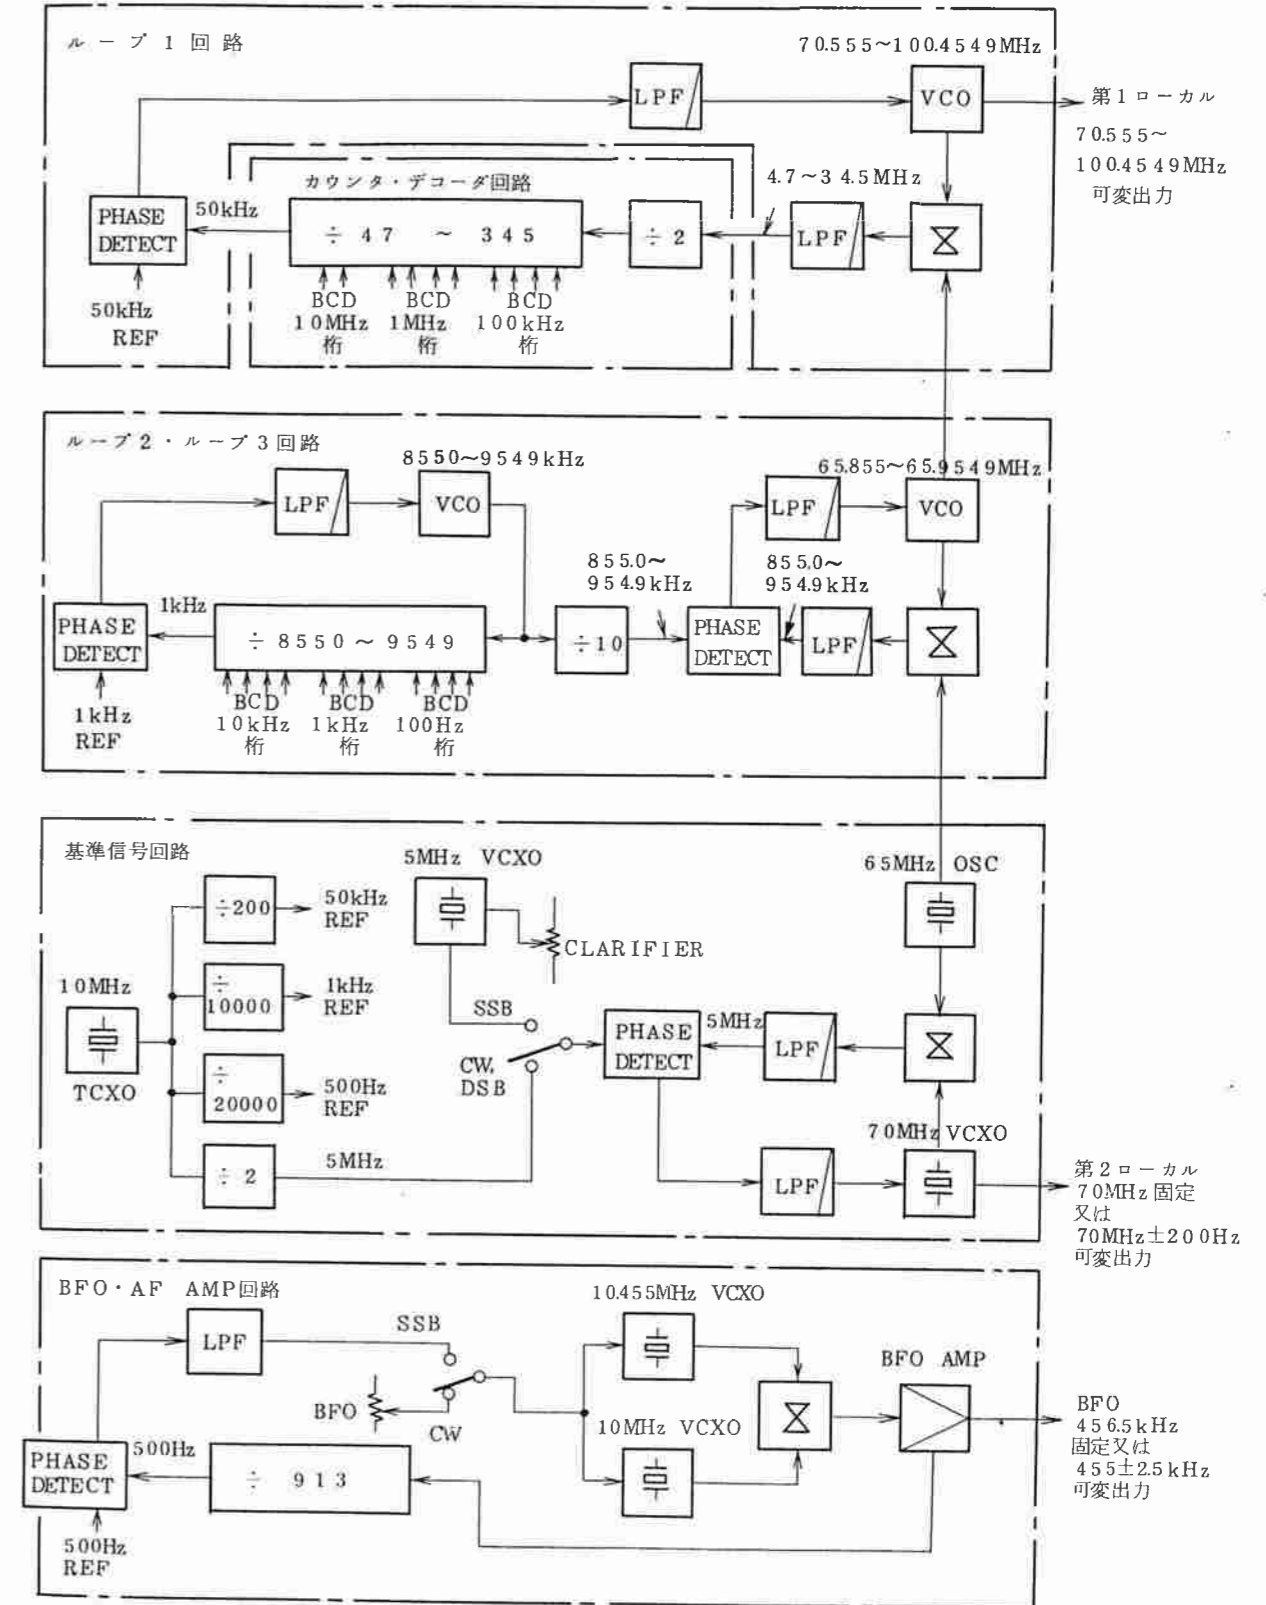 ループ1回路
70.555～100.4549MHz
LPF
VCO
第1ローカル
70.555～
100.4549MHz
可変出力
カウンタ・デコーダ回路
4.7～34.5MHz
PHASE
DETECT
50kHz
÷ 47 ～ 345
÷2
LPF
50kHz
REF
BCD
10MHz
桁
BCD
1MHz
桁
BCD
100kHz
桁
ループ2・ループ3回路
8550～9549kHz
65.855～65.9549MHz
LPF
VCO
LPF
VCO
855.0～
954.9kHz
855.0～
954.9kHz
PHASE
DETECT
1kHz
÷ 8550～9549
÷10
PHASE
DETECT
LPF
1kHz
REF
BCD
10kHz
桁
BCD
1kHz
桁
BCD
100Hz
桁
基準信号回路
5MHz VCXO
65MHz OSC
÷200
50kHz
REF
CLARIFIER
10MHz
÷
10000
1kHz
REF
SSB
PHASE
DETECT
5MHz
LPF
TCXO
÷
20000
500Hz
REF
CW.
DSB
70MHz VCXO
÷ 2
5MHz
LPF
第2ローカル
70MHz固定
又は
70MHz±200Hz
可変出力
BFO・AF AMP回路
10.455MHz VCXO
LPF
SSB
BFO AMP
BFO
CW
10MHz VCXO
BFO
456.5kHz
固定又は
455±2.5kHz
可変出力
PHASE
DETECT
500Hz
÷ 913
500Hz
REF